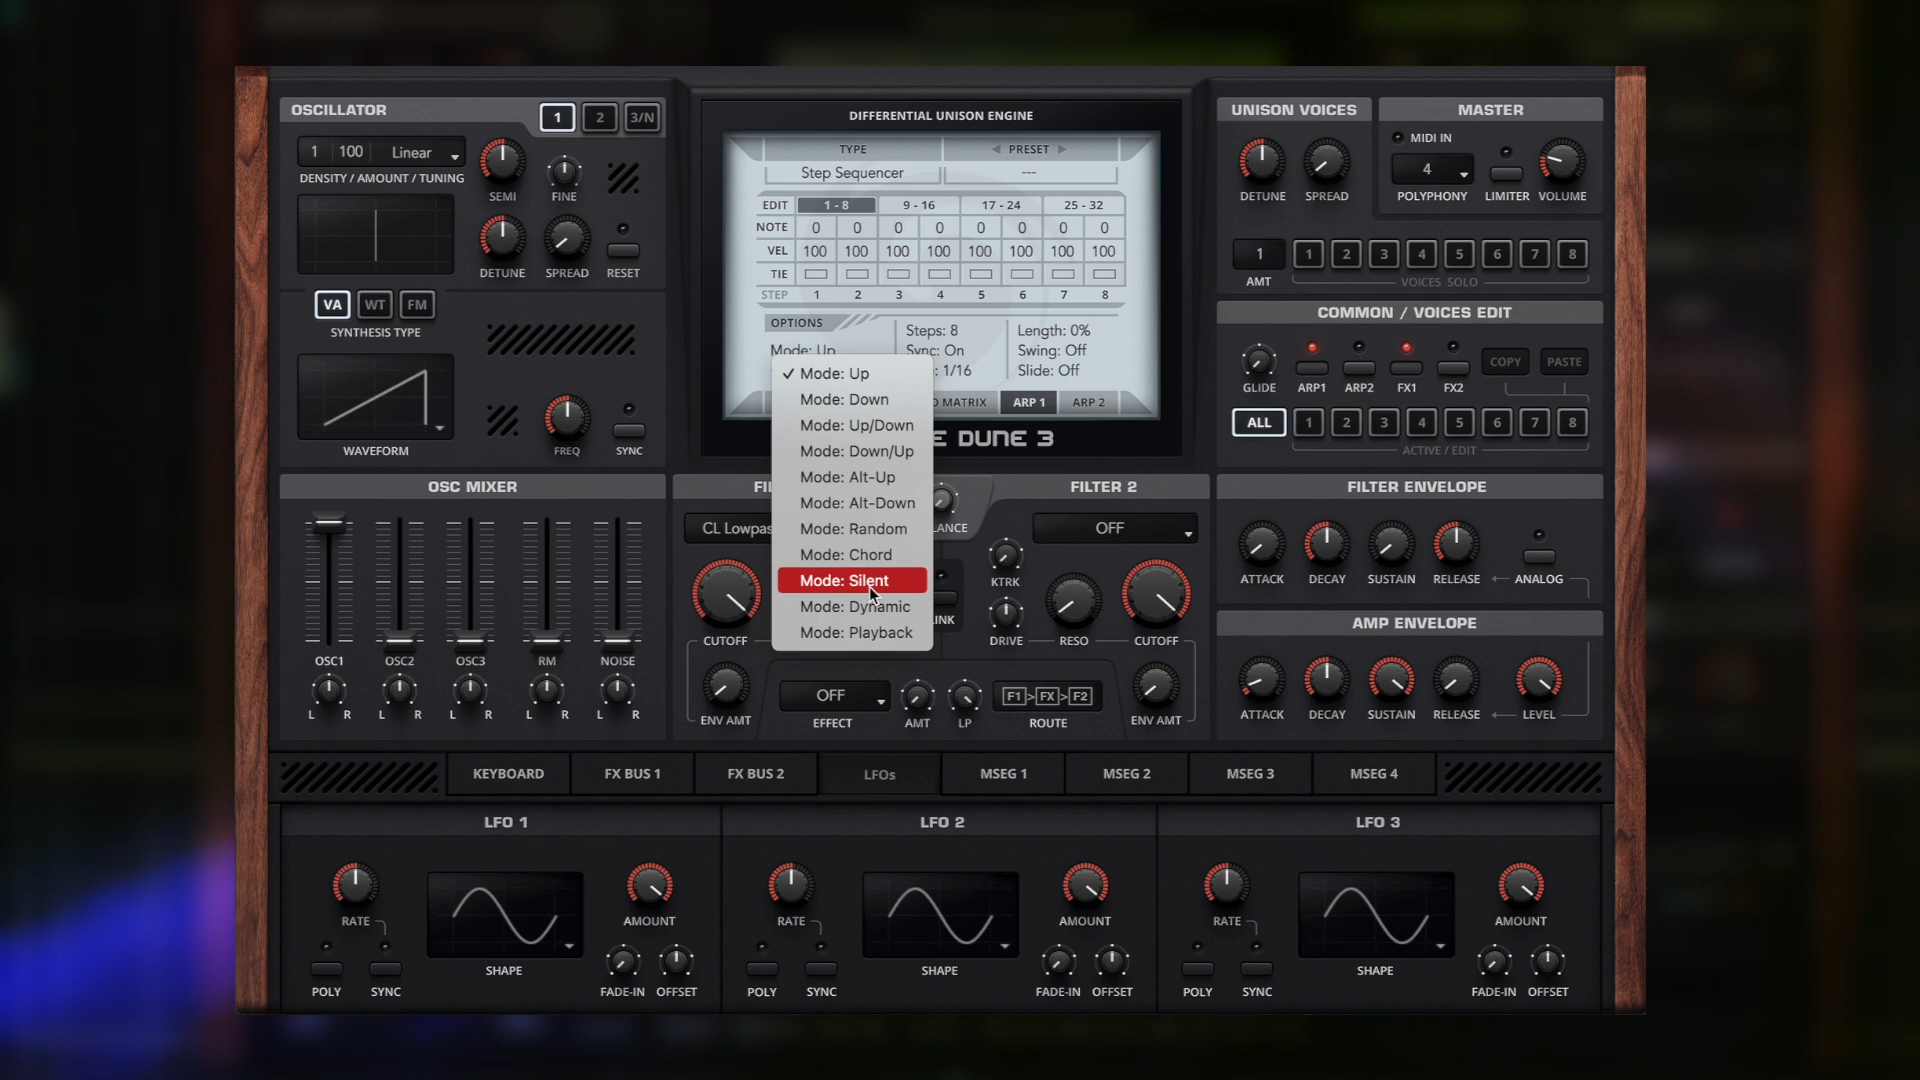 OSCILLATOR
1 2 3/N
1 100 Linear
DENSITY / AMOUNT / TUNING
SEMI FINE
DETUNE SPREAD RESET
VA WT FM
SYNTHESIS TYPE
WAVEFORM
FREQ SYNC
DIFFERENTIAL UNISON ENGINE
TYPE PRESET
Step Sequencer ---
EDIT 1 - 8 9 - 16 17 - 24 25 - 32
NOTE 0 0 0 0 0 0 0 0
VEL 100 100 100 100 100 100 100 100
TIE
STEP 1 2 3 4 5 6 7 8
OPTIONS
Steps: 8 Length: 0%
Mode: Up Sync: On Swing: Off
: 1/16 Slide: Off
MATRIX ARP 1 ARP 2
E DUNE 3
Mode: Up
Mode: Down
Mode: Up/Down
Mode: Down/Up
Mode: Alt-Up
Mode: Alt-Down
Mode: Random
Mode: Chord
Mode: Silent
Mode: Dynamic
Mode: Playback
UNISON VOICES
DETUNE SPREAD
MASTER
MIDI IN
4
POLYPHONY LIMITER VOLUME
1 1 2 3 4 5 6 7 8
AMT VOICES SOLO
COMMON / VOICES EDIT
GLIDE ARP1 ARP2 FX1 FX2 COPY PASTE
ALL 1 2 3 4 5 6 7 8
ACTIVE / EDIT
OSC MIXER
OSC1 OSC2 OSC3 RM NOISE
L R L R L R L R L R
FILTER 2
CL Lowpas OFF
LANCE
KTRK
INK
CUTOFF DRIVE RESO CUTOFF
ENV AMT
OFF
EFFECT AMT LP
F1>FX>F2
ROUTE
ENV AMT
FILTER ENVELOPE
ATTACK DECAY SUSTAIN RELEASE ANALOG
AMP ENVELOPE
ATTACK DECAY SUSTAIN RELEASE LEVEL
KEYBOARD FX BUS 1 FX BUS 2 LFOs MSEG 1 MSEG 2 MSEG 3 MSEG 4
LFO 1
RATE AMOUNT
SHAPE
POLY SYNC FADE-IN OFFSET
LFO 2
RATE AMOUNT
SHAPE
POLY SYNC FADE-IN OFFSET
LFO 3
RATE AMOUNT
SHAPE
POLY SYNC FADE-IN OFFSET